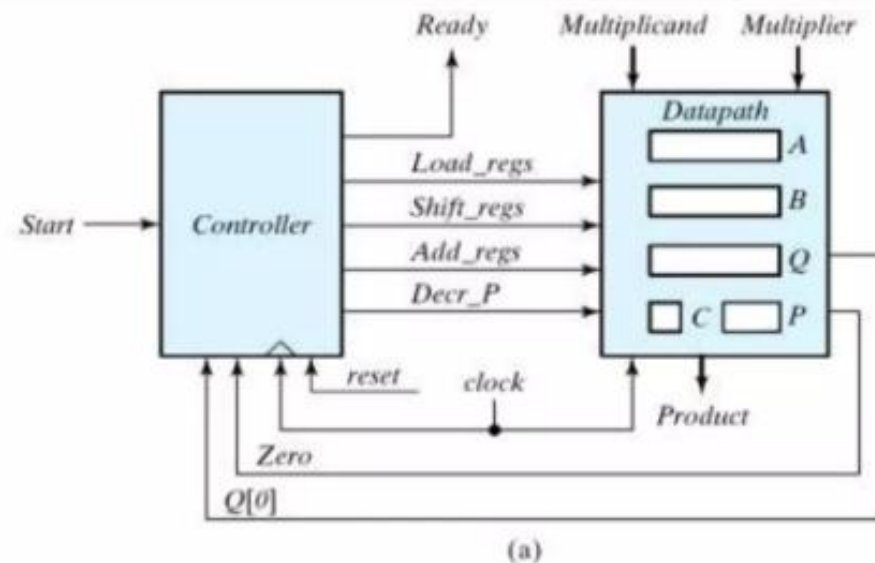 Ready
Multiplicand
Multiplier
Datapath
Load_regs
A
Shift_regs
B
Start
Controller
Add_regs
Q
Decr_P
C
P
reset
clock
Product
Zero
Q[0]
(a)